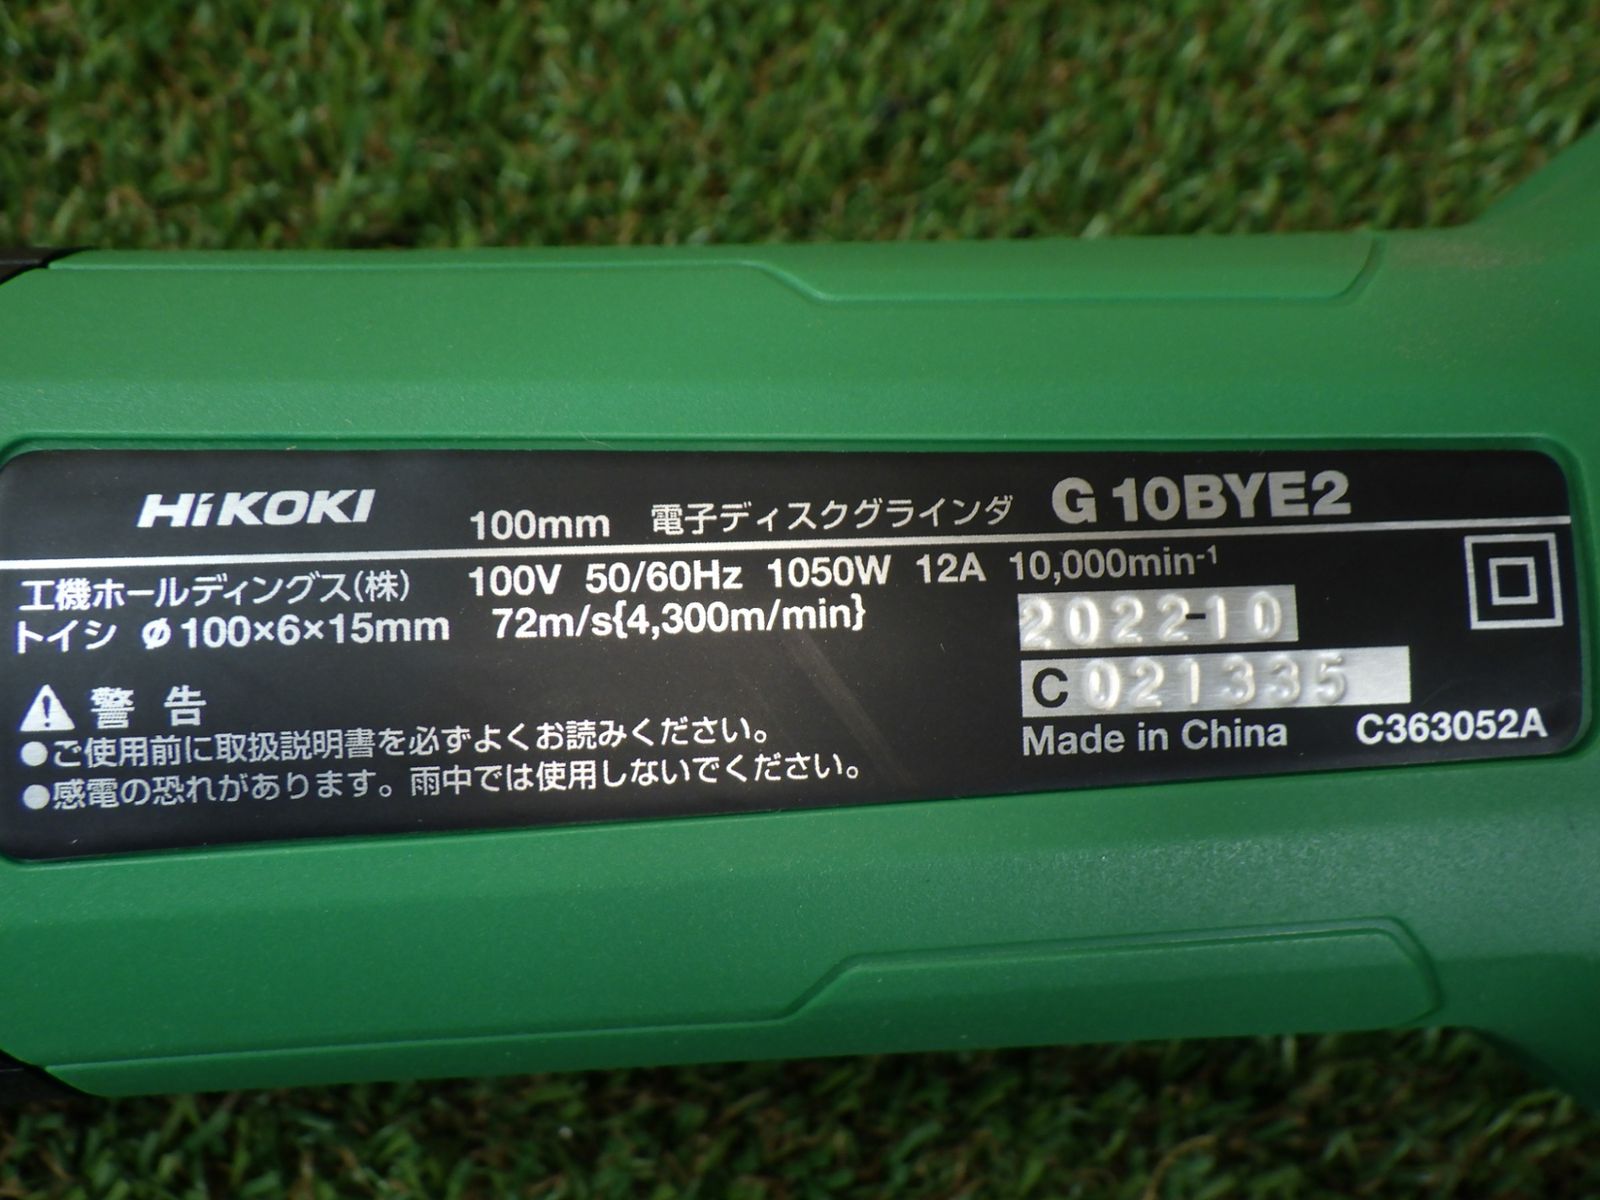 HiKOKI 100mm 電子ディスクグラインダ G 10BYE2
工機ホールディングス(株) 100V 50/60Hz 1050W 12A 10,000min⁻¹
トイシ φ100×6×15mm 72m/s{4,300m/min} 2022-10
C 021335
⚠警告
Made in China C363052A
●ご使用前に取扱説明書を必ずよくお読みください。
●感電の恐れがあります。雨中では使用しないでください。